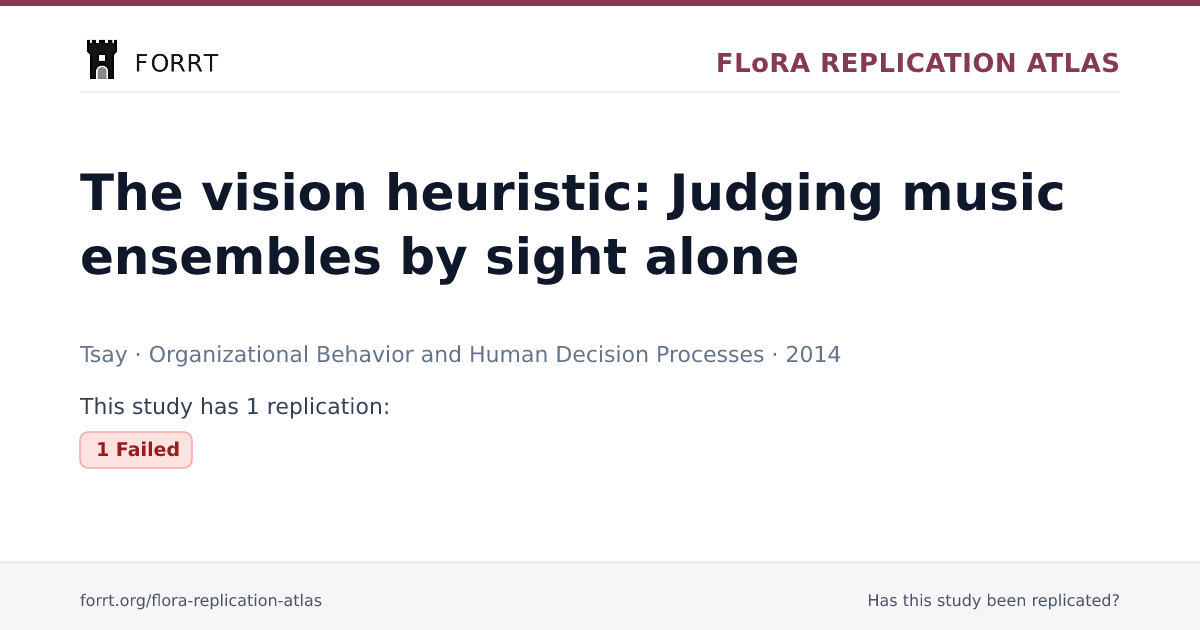 FORRT
FLoRA REPLICATION ATLAS
The vision heuristic: Judging music
ensembles by sight alone
Tsay · Organizational Behavior and Human Decision Processes · 2014
This study has 1 replication:
1 Failed
forrt.org/flora-replication-atlas
Has this study been replicated?